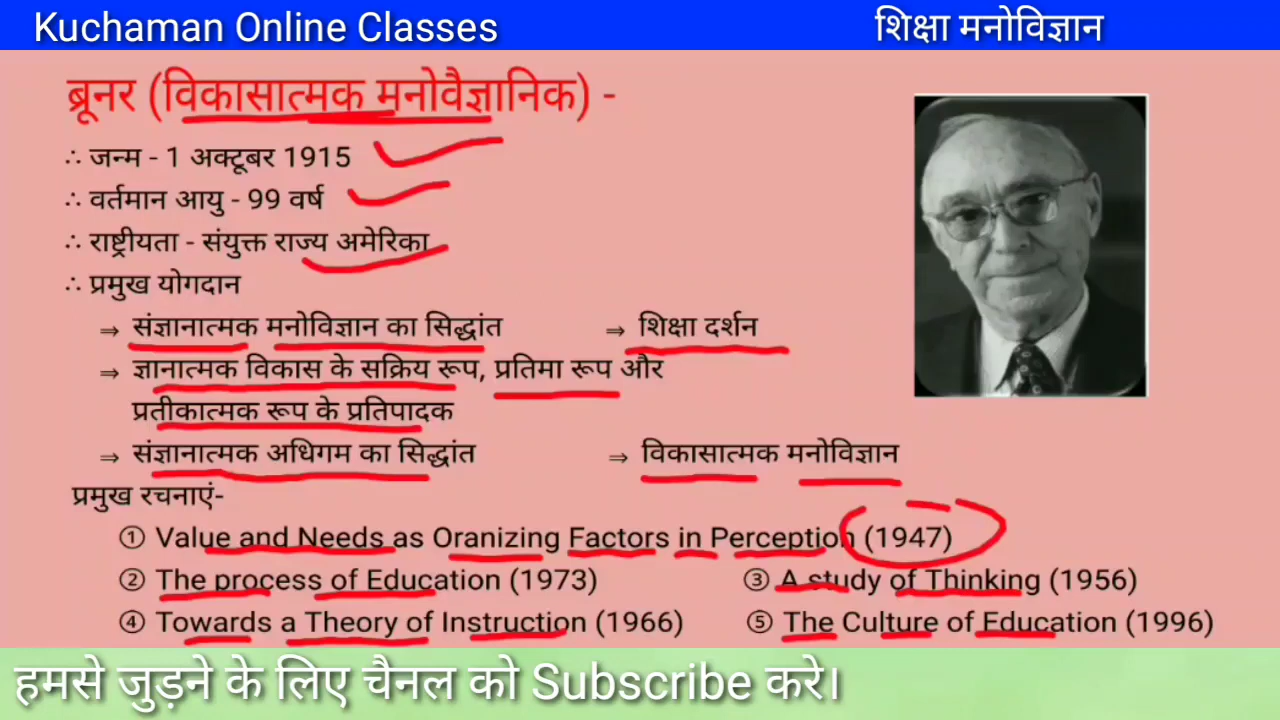 Kuchaman Online Classes शिक्षा मनोविज्ञान
ब्रूनर (विकासात्मक मनोवैज्ञानिक) -
∴ जन्म - 1 अक्टूबर 1915
∴ वर्तमान आयु - 99 वर्ष
∴ राष्ट्रीयता - संयुक्त राज्य अमेरिका
∴ प्रमुख योगदान
⇒ संज्ञानात्मक मनोविज्ञान का सिद्धांत ⇒ शिक्षा दर्शन
⇒ ज्ञानात्मक विकास के सक्रिय रूप, प्रतिमा रूप और
प्रतीकात्मक रूप के प्रतिपादक
⇒ संज्ञानात्मक अधिगम का सिद्धांत ⇒ विकासात्मक मनोविज्ञान
प्रमुख रचनाएं-
① Value and Needs as Oranizing Factors in Perception (1947)
② The process of Education (1973) ③ A study of Thinking (1956)
④ Towards a Theory of Instruction (1966) ⑤ The Culture of Education (1996)
हमसे जुड़ने के लिए चैनल को Subscribe करे।